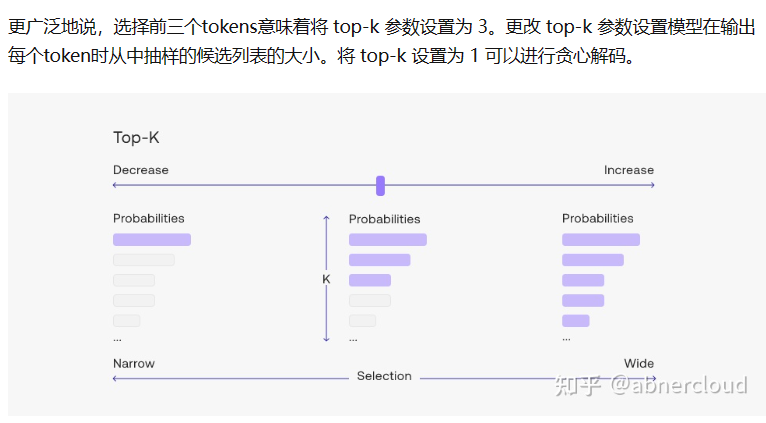 更广泛地说，选择前三个tokens意味着将 top-k 参数设置为 3。更改 top-k 参数设置模型在输出
每个token时从中抽样的候选列表的大小。将 top-k 设置为 1 可以进行贪心解码。
Top-K
Decrease Increase
Probabilities Probabilities Probabilities
K
... ... ...
Narrow Wide
Selection
知乎 @abnercloud